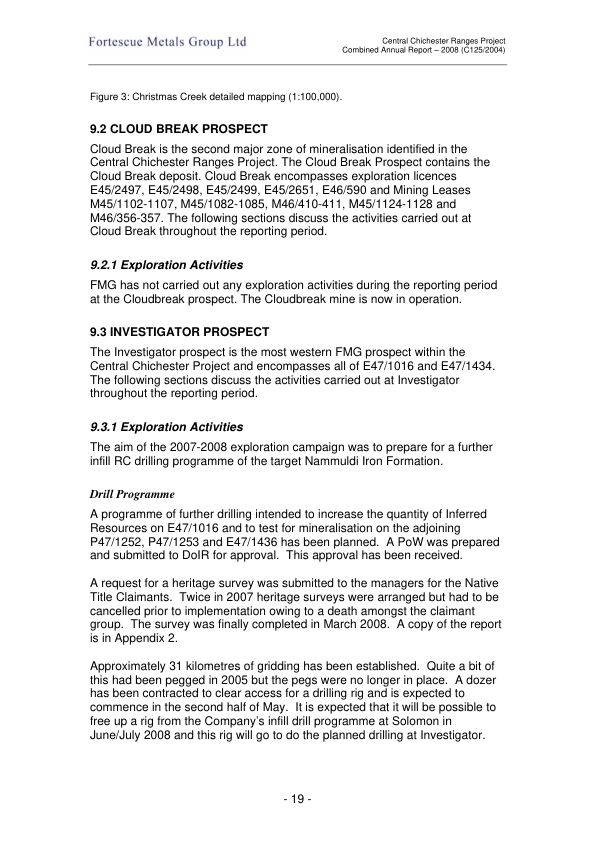 Fortescue Metals Group Ltd
Central Chichester Ranges Project
Combined Annual Report – 2008 (C125/2004)
Figure 3: Christmas Creek detailed mapping (1:100,000).
9.2 CLOUD BREAK PROSPECT
Cloud Break is the second major zone of mineralisation identified in the
Central Chichester Ranges Project. The Cloud Break Prospect contains the
Cloud Break deposit. Cloud Break encompasses exploration licences
E45/2497, E45/2498, E45/2499, E45/2651, E46/590 and Mining Leases
M45/1102-1107, M45/1082-1085, M46/410-411, M45/1124-1128 and
M46/356-357. The following sections discuss the activities carried out at
Cloud Break throughout the reporting period.
9.2.1 Exploration Activities
FMG has not carried out any exploration activities during the reporting period
at the Cloudbreak prospect. The Cloudbreak mine is now in operation.
9.3 INVESTIGATOR PROSPECT
The Investigator prospect is the most western FMG prospect within the
Central Chichester Project and encompasses all of E47/1016 and E47/1434.
The following sections discuss the activities carried out at Investigator
throughout the reporting period.
9.3.1 Exploration Activities
The aim of the 2007-2008 exploration campaign was to prepare for a further
infill RC drilling programme of the target Nammuldi Iron Formation.
Drill Programme
A programme of further drilling intended to increase the quantity of Inferred
Resources on E47/1016 and to test for mineralisation on the adjoining
P47/1252, P47/1253 and E47/1436 has been planned. A PoW was prepared
and submitted to DoIR for approval. This approval has been received.
A request for a heritage survey was submitted to the managers for the Native
Title Claimants. Twice in 2007 heritage surveys were arranged but had to be
cancelled prior to implementation owing to a death amongst the claimant
group. The survey was finally completed in March 2008. A copy of the report
is in Appendix 2.
Approximately 31 kilometres of gridding has been established. Quite a bit of
this had been pegged in 2005 but the pegs were no longer in place. A dozer
has been contracted to clear access for a drilling rig and is expected to
commence in the second half of May. It is expected that it will be possible to
free up a rig from the Company's infill drill programme at Solomon in
June/July 2008 and this rig will go to do the planned drilling at Investigator.
- 19 -